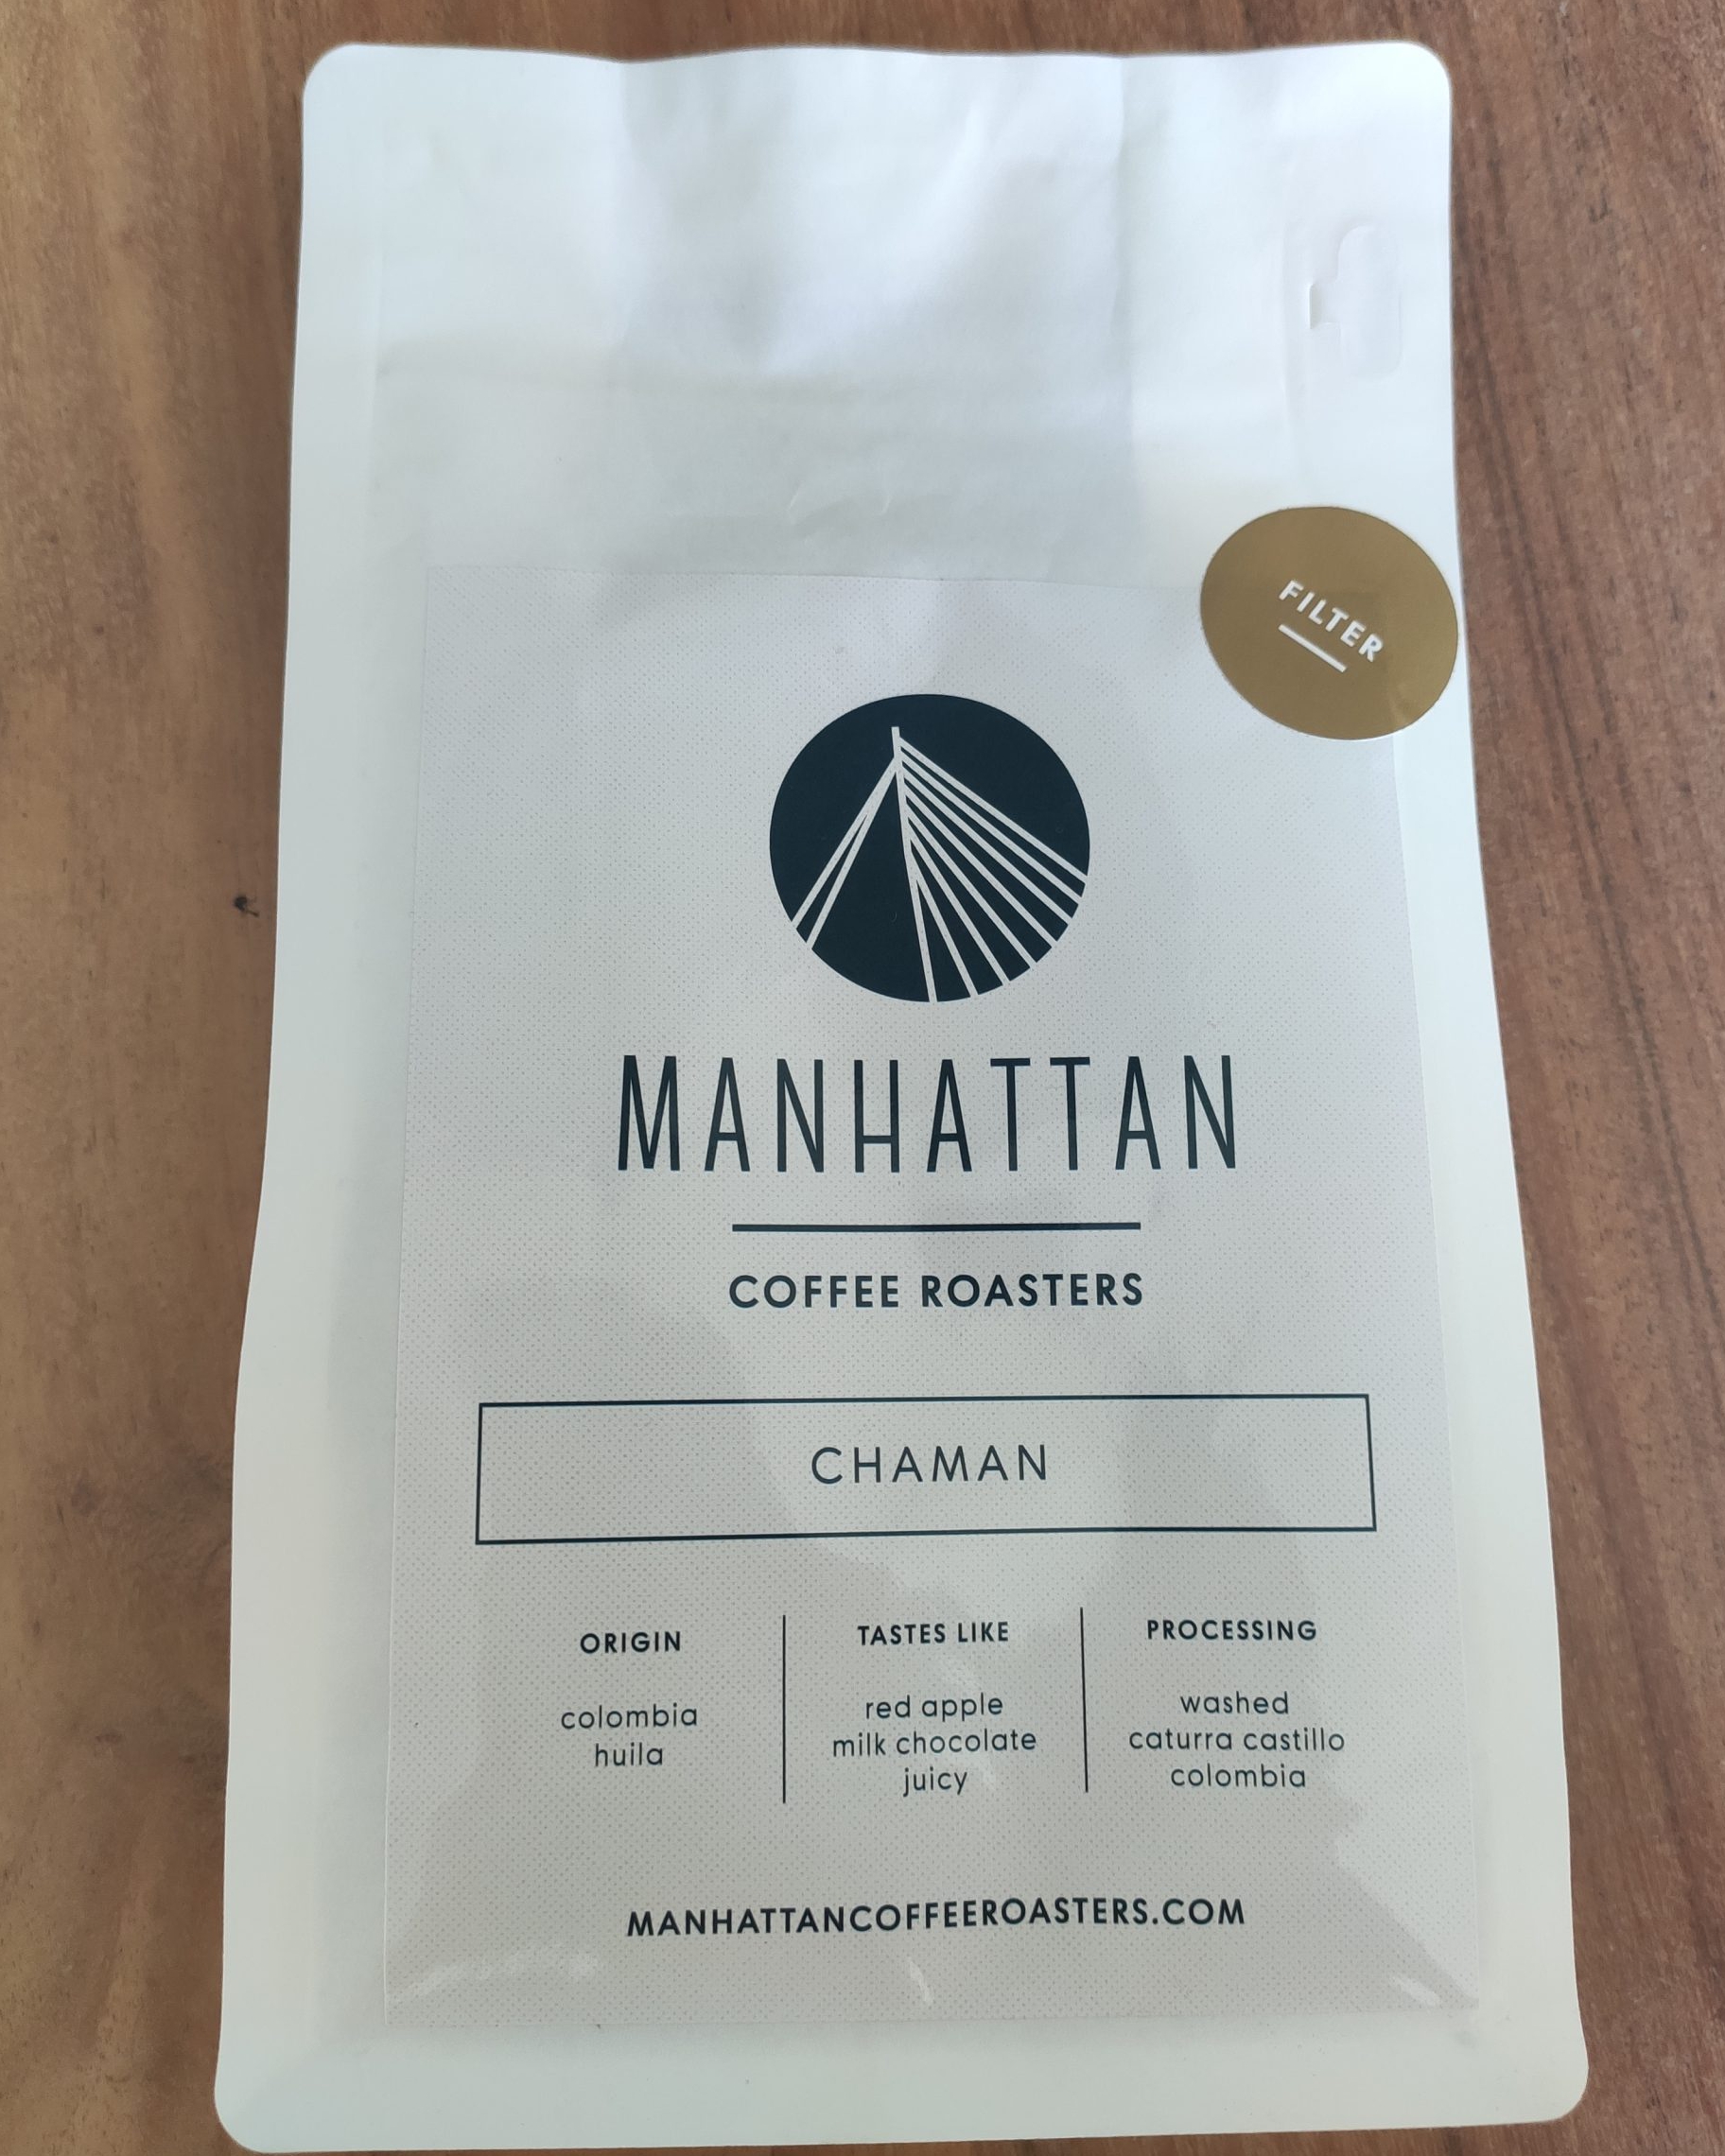 FILTER
MANHATTAN
COFFEE ROASTERS
CHAMAN
ORIGIN
colombia
huila
TASTES LIKE
red apple
milk chocolate
juicy
PROCESSING
washed
caturra castillo
colombia
MANHATTANCOFFEEROASTERS.COM